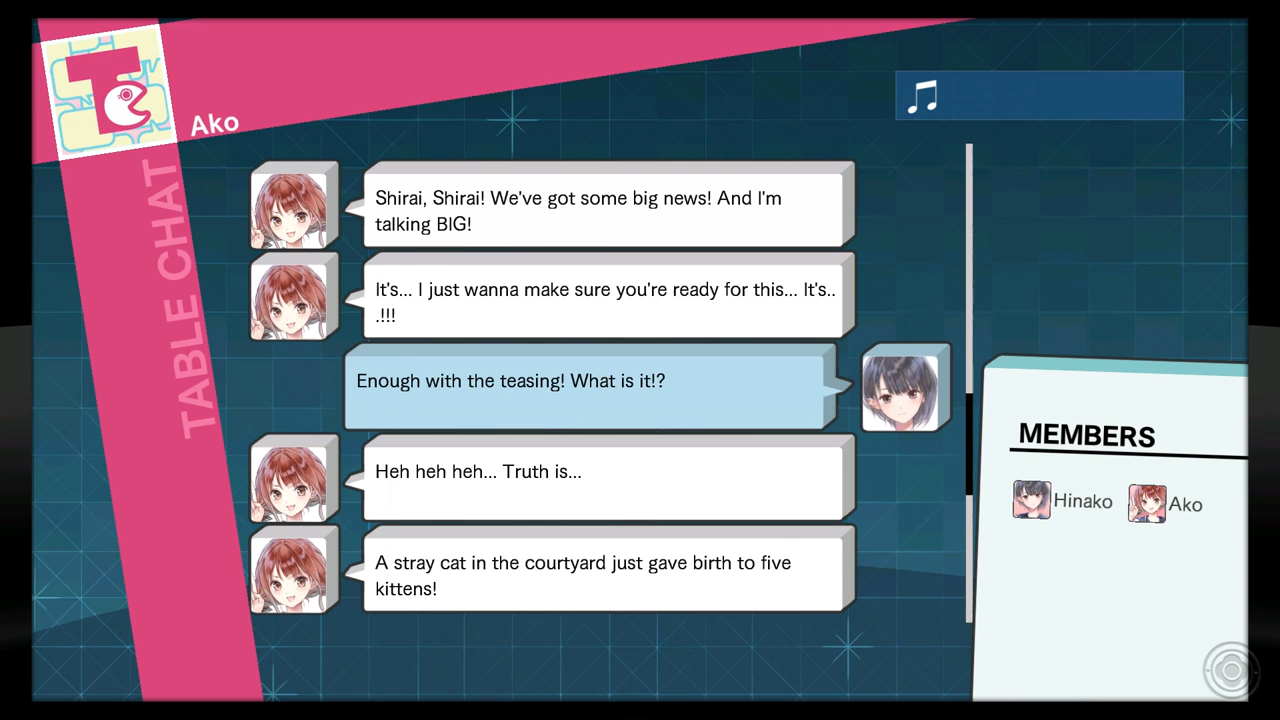 Ako
TABLE CHAT
Shirai, Shirai! We've got some big news! And I'm
talking BIG!
It's... I just wanna make sure you're ready for this... It's..
.!!!
Enough with the teasing! What is it!?
Heh heh heh... Truth is...
A stray cat in the courtyard just gave birth to five
kittens!
MEMBERS
Hinako Ako